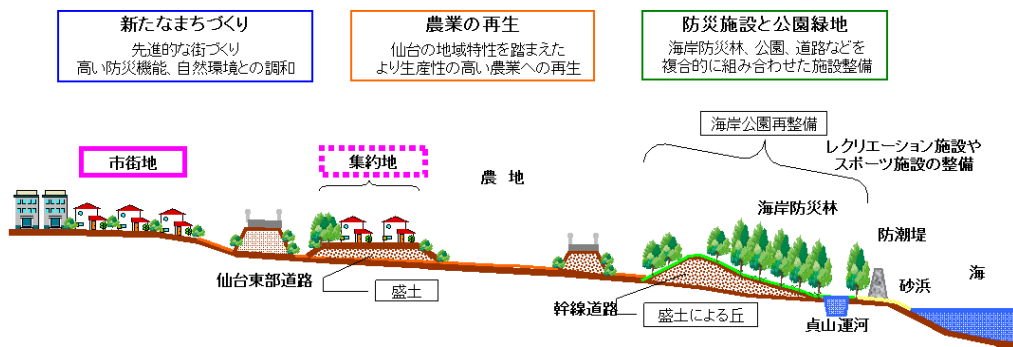 新たなまちづくり
先進的な街づくり
高い防災機能、自然環境との調和
農業の再生
仙台の地域特性を踏まえた
より生産性の高い農業への再生
防災施設と公園緑地
海岸防災林、公園、道路などを
複合的に組み合わせた施設整備
海岸公園再整備
レクリエーション施設や
スポーツ施設の整備
市街地
集約地
農 地
海岸防災林
防潮堤
海
砂浜
仙台東部道路
盛土
幹線道路
盛土による丘
貞山運河